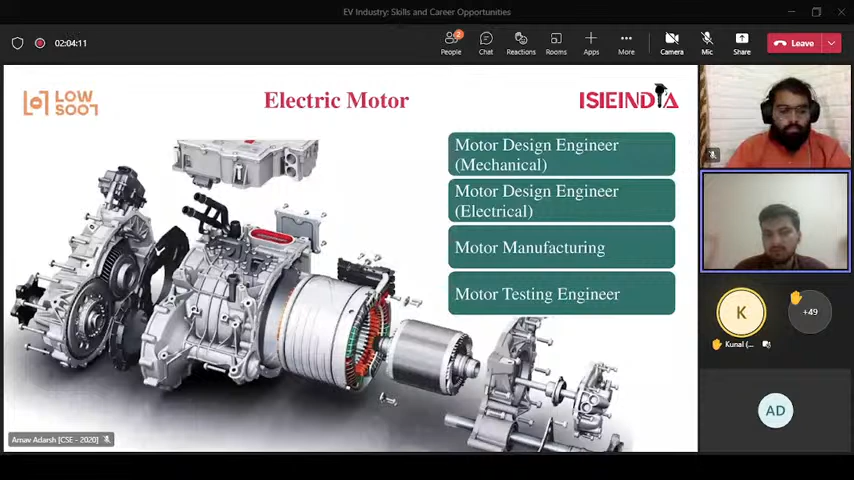 EV Industry: Skills and Career Opportunities
02:04:11
2
People
Chat
Reactions
Rooms
Apps
More
Camera
Mic
Share
Leave
LOW
SOOT
Electric Motor
ISIEINDIA
Motor Design Engineer
(Mechanical)
Motor Design Engineer
(Electrical)
Motor Manufacturing
Motor Testing Engineer
K
+49
Kunal (...
AD
Arnav Adarsh [CSE - 2020]